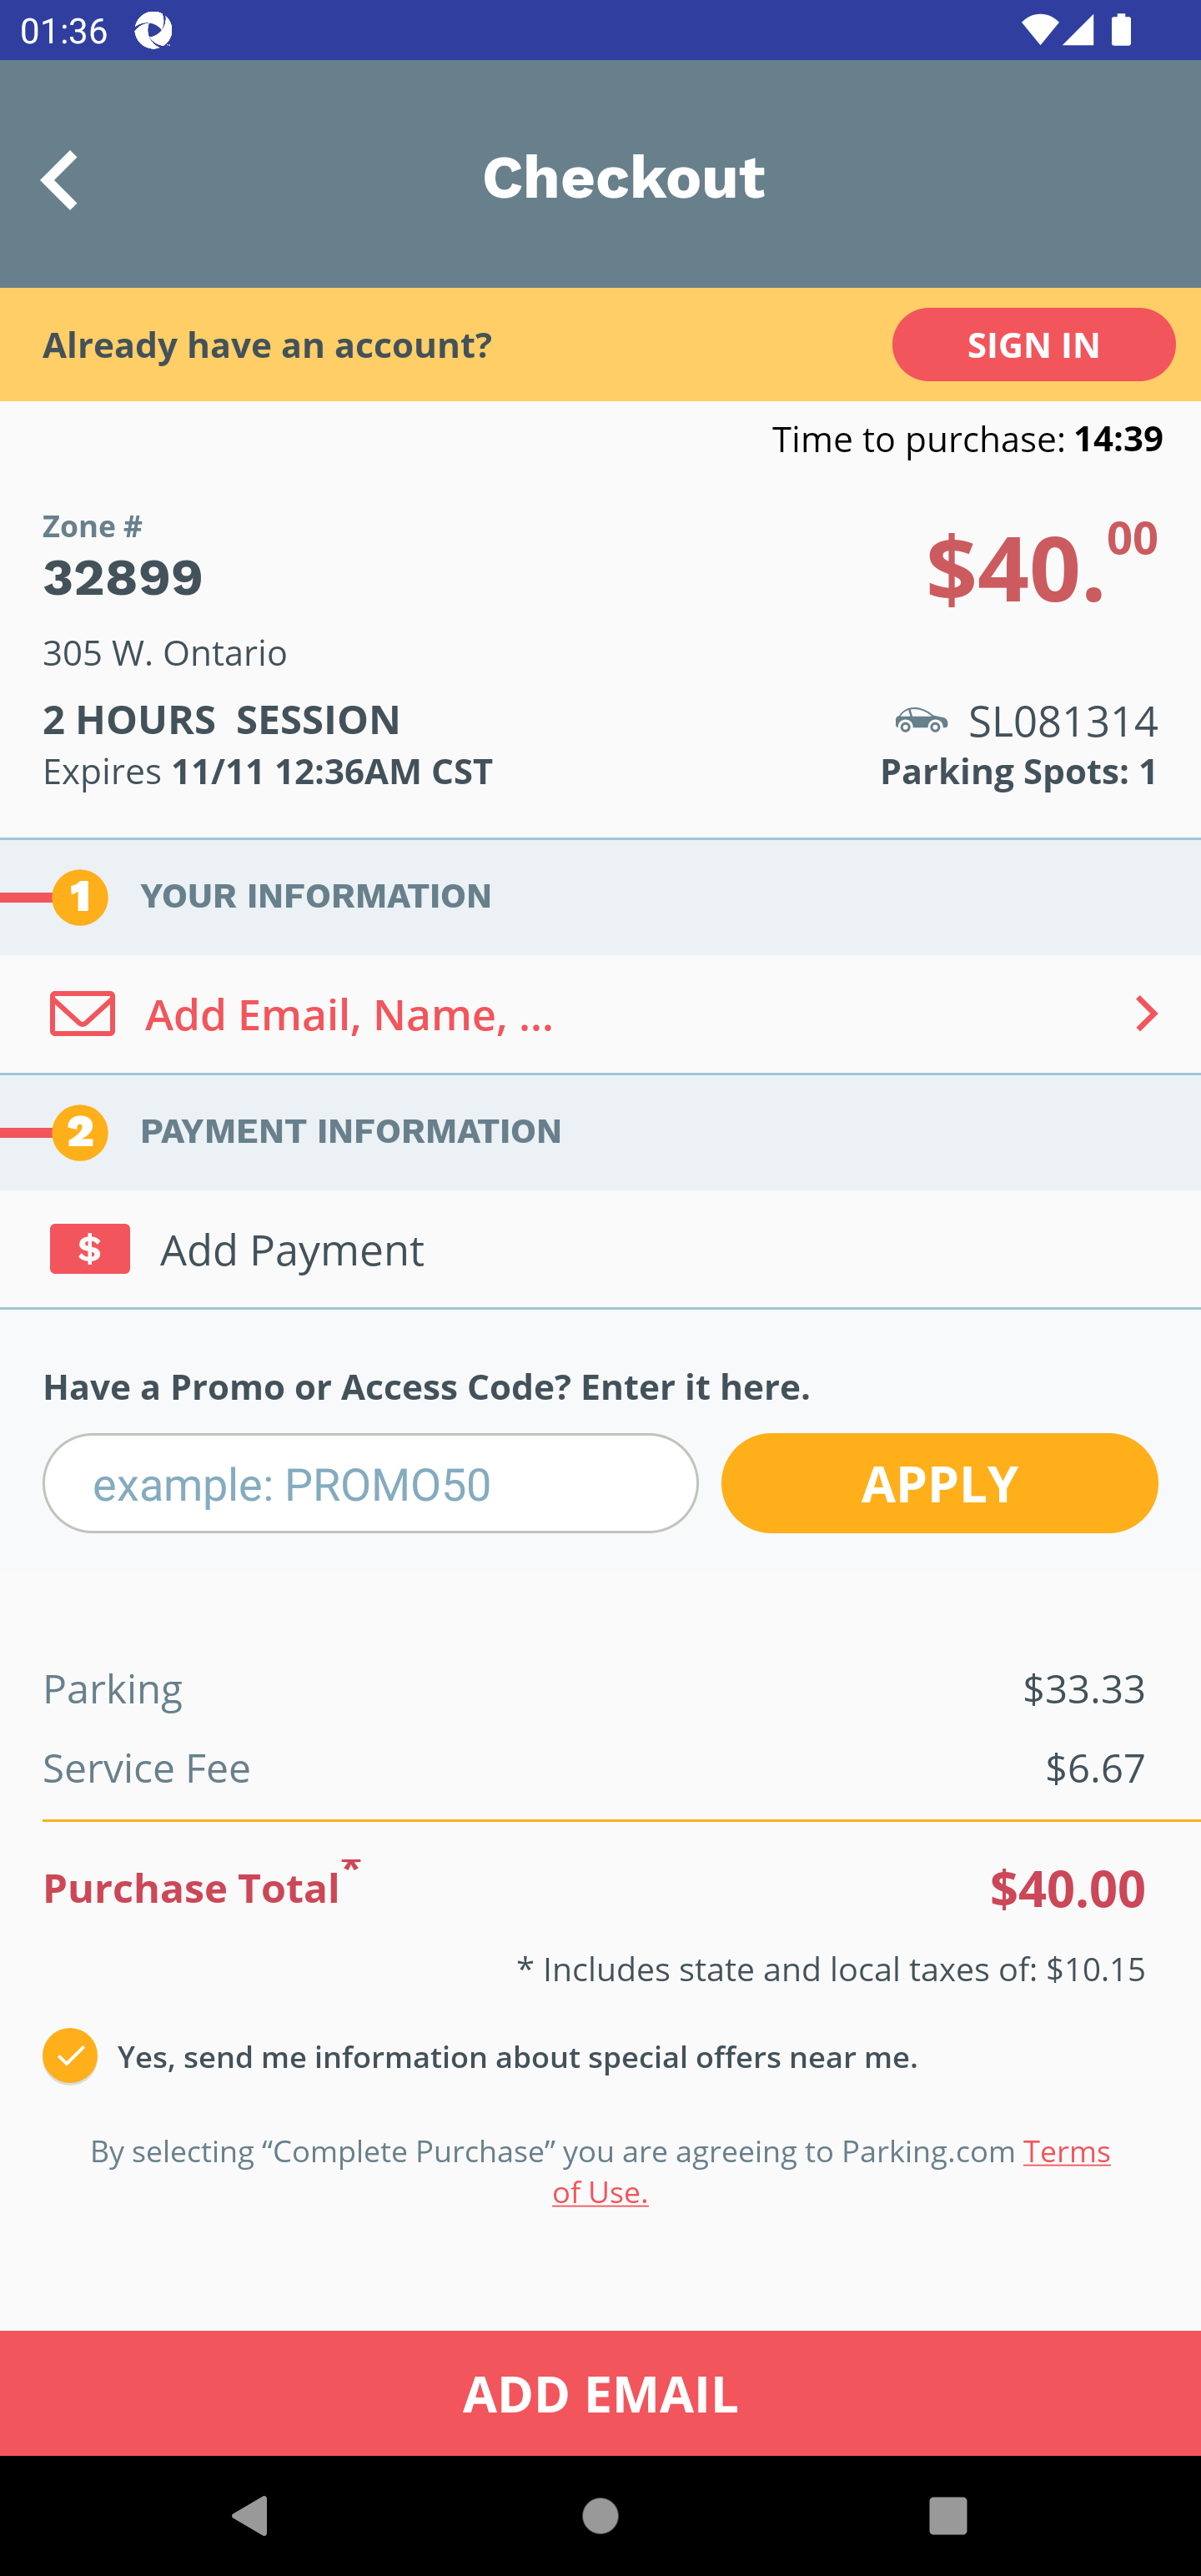 01:36
Checkout
Already have an account?
SIGN IN
Time to purchase: 14:39
Zone #
32899
$40.00
305 W. Ontario
2 HOURS SESSION
SL081314
Expires 11/11 12:36AM CST
Parking Spots: 1
1 YOUR INFORMATION
Add Email, Name, ...
2 PAYMENT INFORMATION
$ Add Payment
Have a Promo or Access Code? Enter it here.
example: PROMO50
APPLY
Parking $33.33
Service Fee $6.67
Purchase Total* $40.00
* Includes state and local taxes of: $10.15
Yes, send me information about special offers near me.
By selecting “Complete Purchase” you are agreeing to Parking.com Terms
of Use.
ADD EMAIL